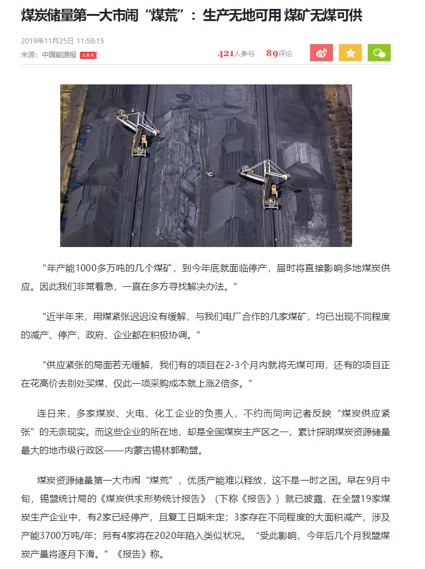 煤炭储量第一大市闹“煤荒”：生产无地可用 煤矿无煤可供
2019年11月25日 11:58:15
来源：中国能源报
421人参与 89评论
“年产能1000多万吨的几个煤矿，到今年底就面临停产，届时将直接影响多地煤炭供
应。因此我们非常着急，一直在多方寻找解决办法。”
“近半年来，用煤紧张迟迟没有缓解，与我们电厂合作的几家煤矿，均已出现不同程度
的减产、停产，政府、企业都在积极协调。”
“供应紧张的局面若无缓解，我们有的项目在2-3个月内就将无煤可用，还有的项目正
在花高价去别处买煤，仅此一项采购成本就上涨2倍多。”
连日来，多家煤炭、火电、化工企业的负责人，不约而同向记者反映“煤炭供应紧
张”的无奈现实。而这些企业的所在地，却是全国煤炭主产区之一、累计探明煤炭资源储量
最大的地市级行政区——内蒙古锡林郭勒盟。
煤炭资源储量第一大市闹“煤荒”，优质产能难以释放，这不是一时之困。早在9月中
旬，锡盟统计局的《煤炭供求形势统计报告》（下称《报告》）就已披露，在全盟19家煤
炭生产企业中，有2家已经停产，且复工日期未定；3家存在不同程度的大面积减产，涉及
产能3700万吨/年；另有4家将在2020年陷入类似状况。“受此影响，今年后几个月我盟煤
炭产量将逐月下滑。”《报告》称。